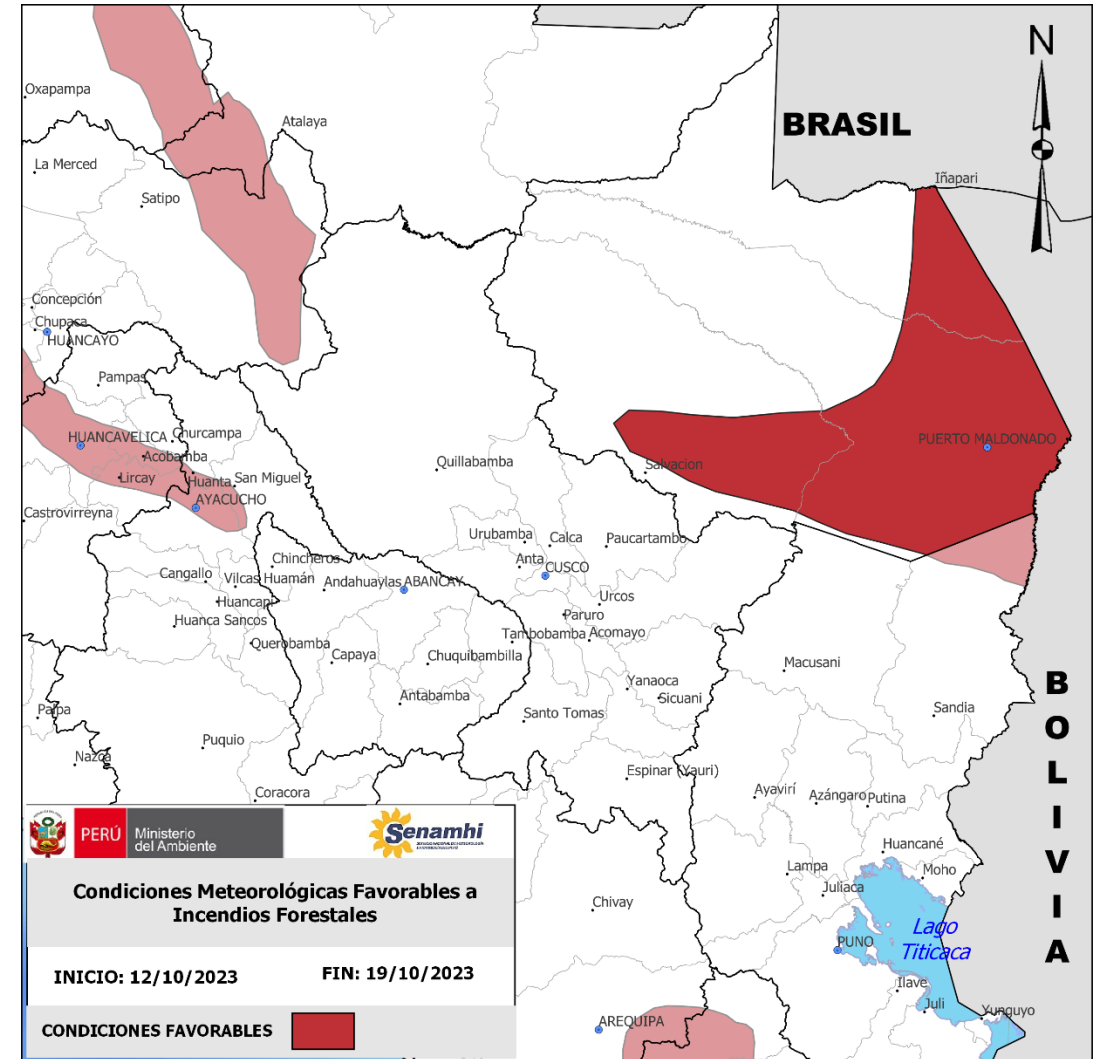 N
BRASIL
Oxapampa
Atalaya
La Merced
Iñapari
Satipo
Concepción
Chupaca
HUANCAYO
Pampas
HUANCAVELICA
Churcampa
PUERTO MALDONADO
Acobamba
Quillabamba
Salvacion
Lircay
Huanta
San Miguel
AYACUCHO
Castrovirreyna
Urubamba
Calca
Paucartambo
Chincheros
Anta
CUSCO
Cangallo
Vilcas Huamán
Andahuaylas
ABANCAY
Huancapi
Urcos
Huanca Sancos
Paruro
Querobamba
Tambobamba
Acomayo
Capaya
Chuquibambilla
Macusani
Yanaoca
Sicuani
Antabamba
Palpa
Santo Tomas
Sandia
Puquio
Nazca
Espinar (Yauri)
Coracora
Ayavirí
Azángaro
Putina
BOLIVIA
Huancané
Lampa
Moho
Juliaca
Chivay
Lago
Titicaca
PUNO
Ilave
Juli
Yunguyo
AREQUIPA
PERÚ
Ministerio
del Ambiente
Senamhi
Condiciones Meteorológicas Favorables a
Incendios Forestales
INICIO: 12/10/2023
FIN: 19/10/2023
CONDICIONES FAVORABLES